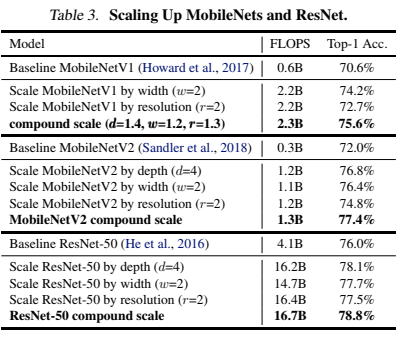 Table 3. Scaling Up MobileNets and ResNet.
Model FLOPS Top-1 Acc.
Baseline MobileNetV1 (Howard et al., 2017) 0.6B 70.6%
Scale MobileNetV1 by width (w=2) 2.2B 74.2%
Scale MobileNetV1 by resolution (r=2) 2.2B 72.7%
compound scale (d=1.4, w=1.2, r=1.3) 2.3B 75.6%
Baseline MobileNetV2 (Sandler et al., 2018) 0.3B 72.0%
Scale MobileNetV2 by depth (d=4) 1.2B 76.8%
Scale MobileNetV2 by width (w=2) 1.1B 76.4%
Scale MobileNetV2 by resolution (r=2) 1.2B 74.8%
MobileNetV2 compound scale 1.3B 77.4%
Baseline ResNet-50 (He et al., 2016) 4.1B 76.0%
Scale ResNet-50 by depth (d=4) 16.2B 78.1%
Scale ResNet-50 by width (w=2) 14.7B 77.7%
Scale ResNet-50 by resolution (r=2) 16.4B 77.5%
ResNet-50 compound scale 16.7B 78.8%